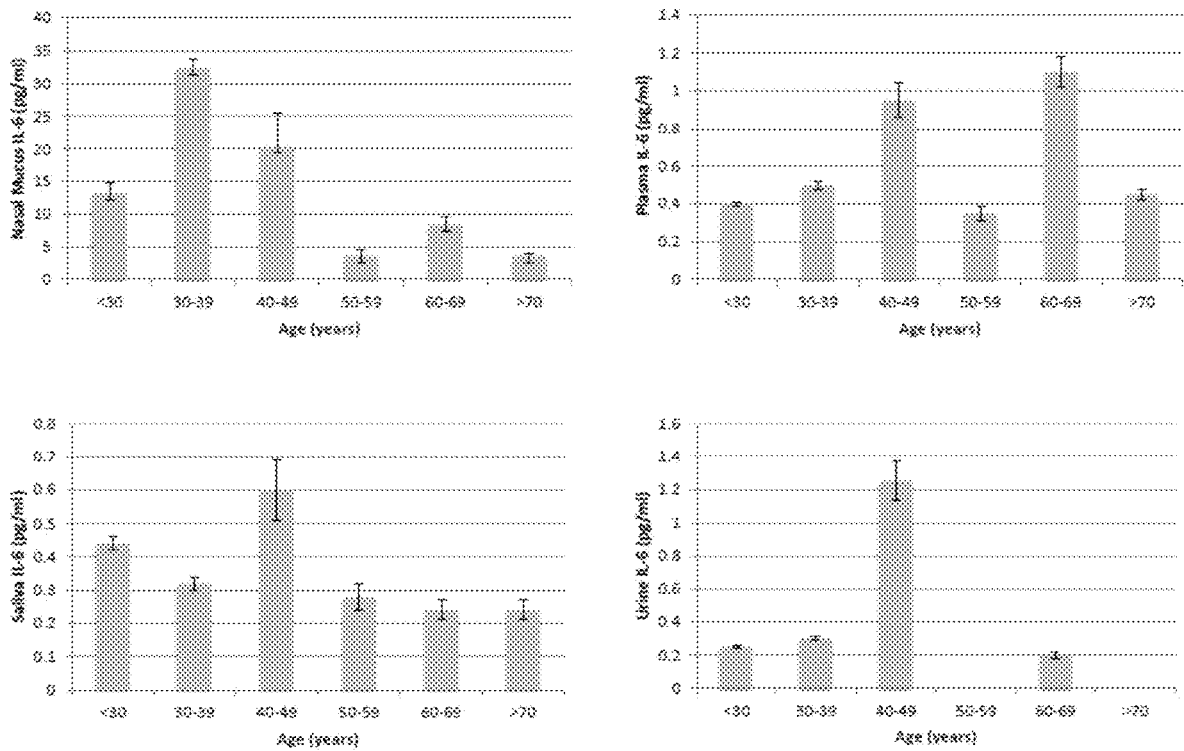 40
35
30
25
20
15
10
5
0
Nasal Mucus IL-6 (pg/ml)
<30 30-39 40-49 50-59 60-69 >70
Age (years)
1.4
1.2
1
0.8
0.6
0.4
0.2
0
Plasma IL-6 (pg/ml)
<30 30-39 40-49 50-59 60-69 >70
Age (years)
0.8
0.7
0.6
0.5
0.4
0.3
0.2
0.1
0
Saliva IL-6 (pg/ml)
<30 30-39 40-49 50-59 60-69 >70
Age (years)
1.6
1.4
1.2
1
0.8
0.6
0.4
0.2
0
Urine IL-6 (pg/ml)
<30 30-39 40-49 50-59 60-69 >70
Age (years)